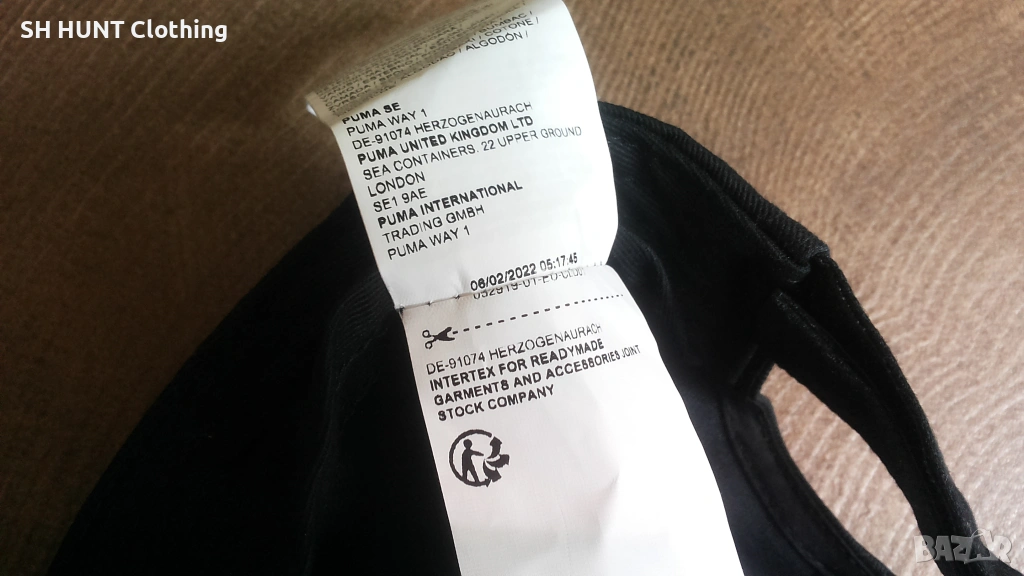 SH HUNT Clothing
/ COTONE /
/ ALGODÓN /
PUMA SE
PUMA WAY 1
DE-91074 HERZOGENAURACH
PUMA UNITED KINGDOM LTD
SEA CONTAINERS, 22 UPPER GROUND
LONDON
SE1 9AE
PUMA INTERNATIONAL
TRADING GMBH
PUMA WAY 1
06/02/2022 05:17:45
DE-91074 HERZOGENAURACH
INTERTEX FOR READYMADE
GARMENTS AND ACCESSORIES JOINT
STOCK COMPANY
BAZAR